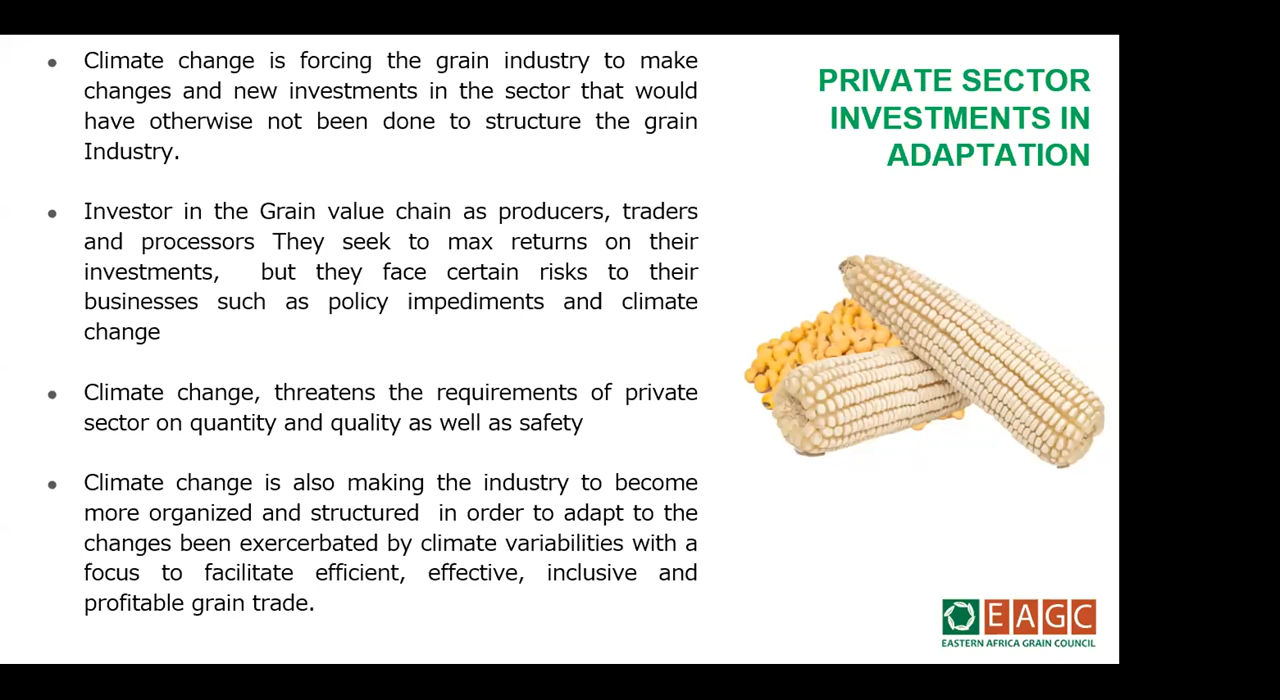 PRIVATE SECTOR
INVESTMENTS IN
ADAPTATION
• Climate change is forcing the grain industry to make
changes and new investments in the sector that would
have otherwise not been done to structure the grain
Industry.
• Investor in the Grain value chain as producers, traders
and processors They seek to max returns on their
investments, but they face certain risks to their
businesses such as policy impediments and climate
change
• Climate change, threatens the requirements of private
sector on quantity and quality as well as safety
• Climate change is also making the industry to become
more organized and structured in order to adapt to the
changes been exercerbated by climate variabilities with a
focus to facilitate efficient, effective, inclusive and
profitable grain trade.
EAGC
EASTERN AFRICA GRAIN COUNCIL